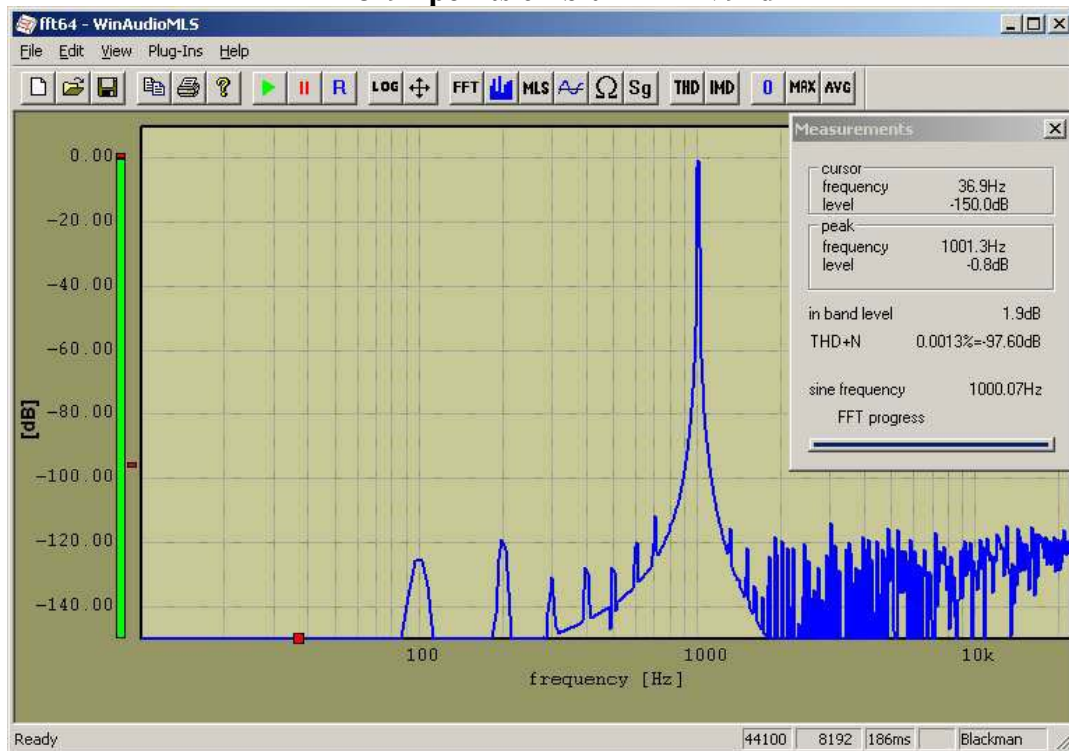 fft64 - WinAudioMLS
File Edit View Plug-Ins Help
LOG FFT MLS Ω Sg THD IMD 0 MAX AVG
R
Measurements
cursor
frequency 36.9Hz
level -150.0dB
peak
frequency 1001.3Hz
level -0.8dB
in band level 1.9dB
THD+N 0.0013%=-97.60dB
sine frequency 1000.07Hz
FFT progress
0.00
-20.00
-40.00
-60.00
-80.00
-100.00
-120.00
-140.00
[dB]
100 1000 10k
frequency [Hz]
Ready 44100 8192 186ms Blackman